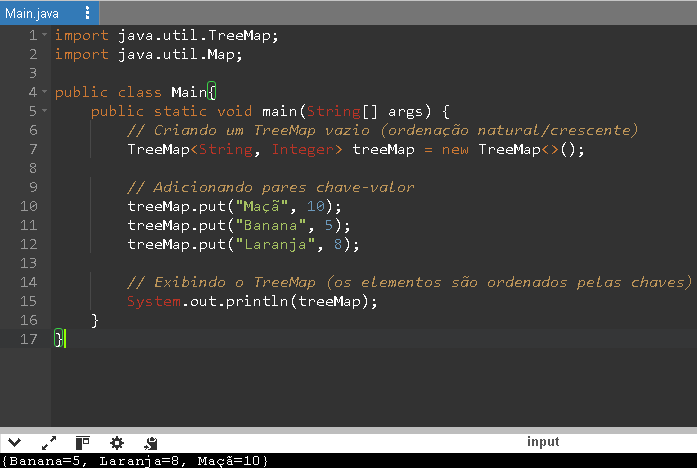 Main.java
1 import java.util.TreeMap;
2 import java.util.Map;
3
4 public class Main{
5     public static void main(String[] args) {
6         // Criando um TreeMap vazio (ordenação natural/crescente)
7         TreeMap<String, Integer> treeMap = new TreeMap<>();
8
9         // Adicionando pares chave-valor
10         treeMap.put("Maçã", 10);
11         treeMap.put("Banana", 5);
12         treeMap.put("Laranja", 8);
13
14         // Exibindo o TreeMap (os elementos são ordenados pelas chaves)
15         System.out.println(treeMap);
16     }
17 }
input
{Banana=5, Laranja=8, Maçã=10}